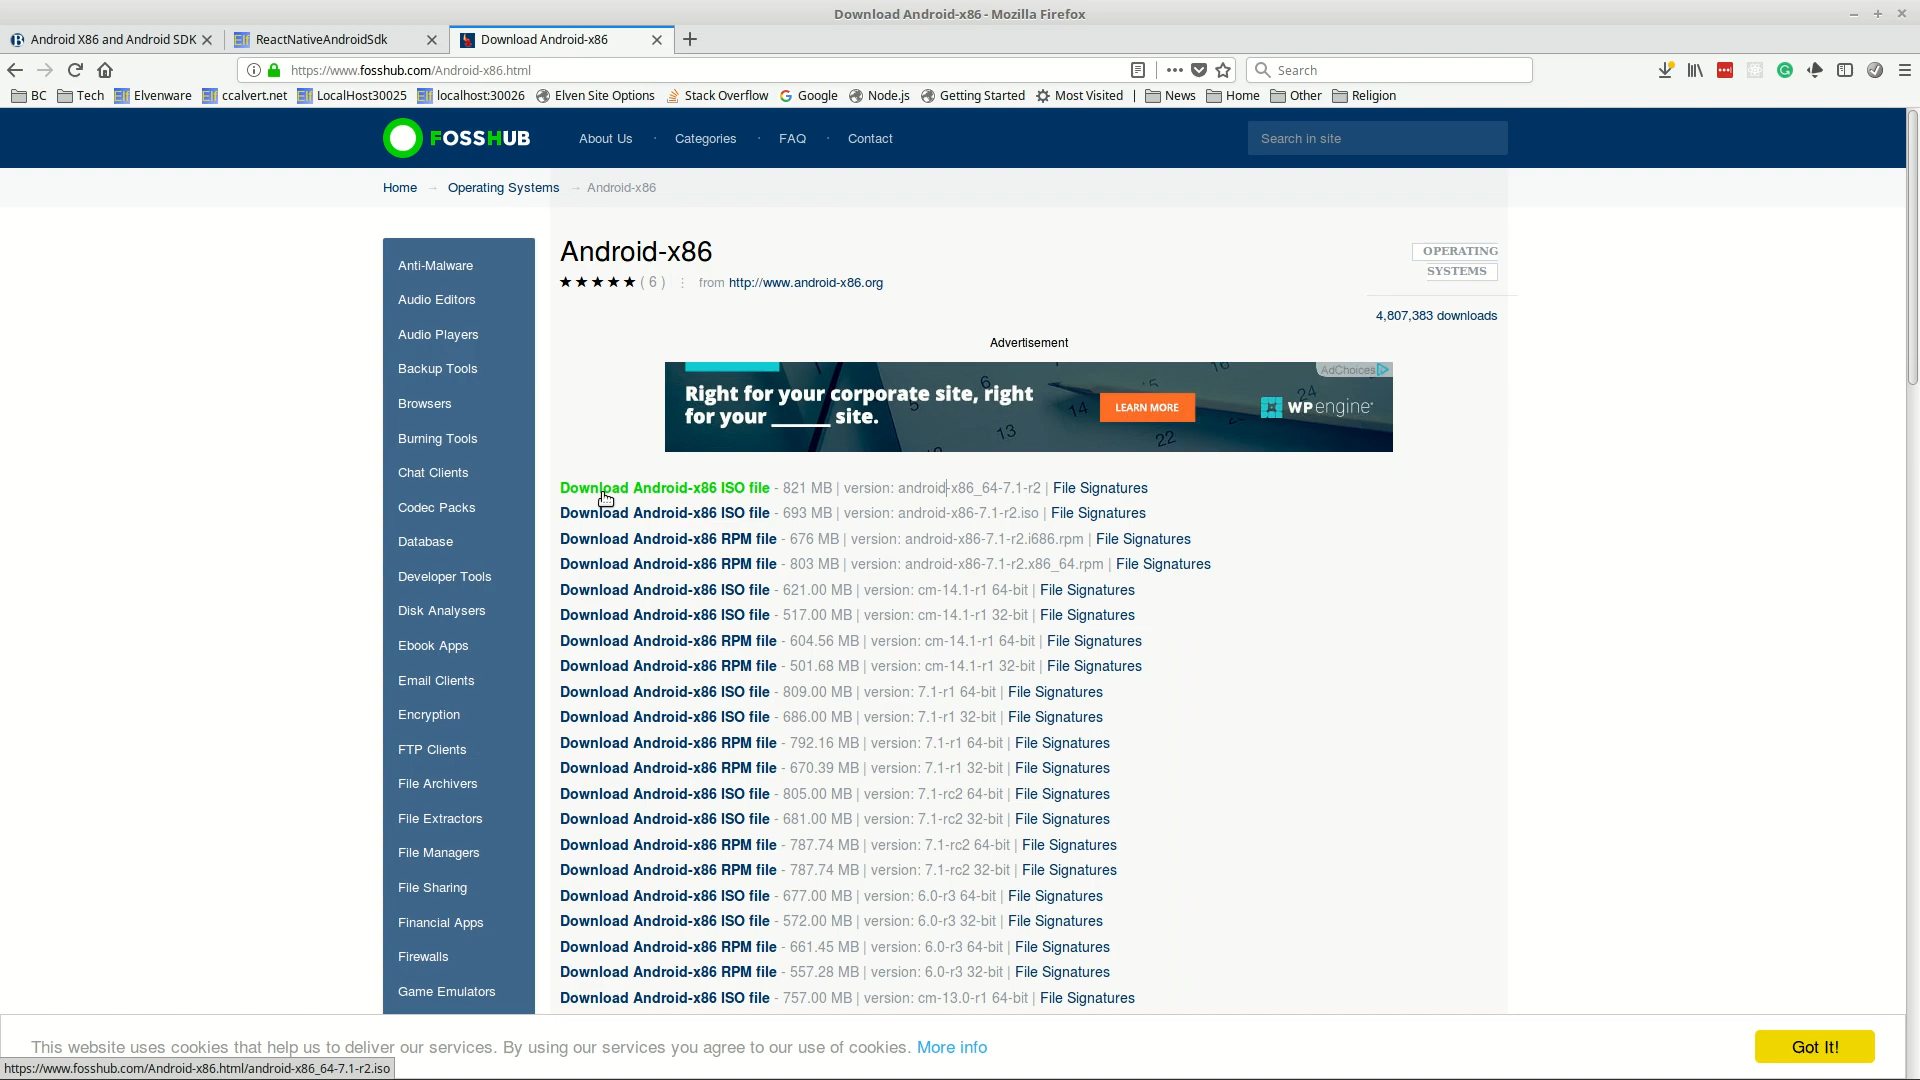 Download Android-x86 - Mozilla Firefox
Android X86 and Android SDK
ReactNativeAndroidSdk
Download Android-x86
https://www.fosshub.com/Android-x86.html
Search
BC Tech Elvenware ccalvert.net LocalHost30025 localhost:30026 Elven Site Options Stack Overflow Google Node.js Getting Started Most Visited | News Home Other Religion
FOSSHUB
About Us · Categories · FAQ · Contact
Search in site
Home → Operating Systems → Android-x86
Anti-Malware
Audio Editors
Audio Players
Backup Tools
Browsers
Burning Tools
Chat Clients
Codec Packs
Database
Developer Tools
Disk Analysers
Ebook Apps
Email Clients
Encryption
FTP Clients
File Archivers
File Extractors
File Managers
File Sharing
Financial Apps
Firewalls
Game Emulators
Android-x86
★★★★★ ( 6 ) ⋮ from http://www.android-x86.org
OPERATING
SYSTEMS
4,807,383 downloads
Advertisement
AdChoices
Right for your corporate site, right
for your ______ site.
LEARN MORE
WPengine
Download Android-x86 ISO file - 821 MB | version: android-x86_64-7.1-r2 | File Signatures
Download Android-x86 ISO file - 693 MB | version: android-x86-7.1-r2.iso | File Signatures
Download Android-x86 RPM file - 676 MB | version: android-x86-7.1-r2.i686.rpm | File Signatures
Download Android-x86 RPM file - 803 MB | version: android-x86-7.1-r2.x86_64.rpm | File Signatures
Download Android-x86 ISO file - 621.00 MB | version: cm-14.1-r1 64-bit | File Signatures
Download Android-x86 ISO file - 517.00 MB | version: cm-14.1-r1 32-bit | File Signatures
Download Android-x86 RPM file - 604.56 MB | version: cm-14.1-r1 64-bit | File Signatures
Download Android-x86 RPM file - 501.68 MB | version: cm-14.1-r1 32-bit | File Signatures
Download Android-x86 ISO file - 809.00 MB | version: 7.1-r1 64-bit | File Signatures
Download Android-x86 ISO file - 686.00 MB | version: 7.1-r1 32-bit | File Signatures
Download Android-x86 RPM file - 792.16 MB | version: 7.1-r1 64-bit | File Signatures
Download Android-x86 RPM file - 670.39 MB | version: 7.1-r1 32-bit | File Signatures
Download Android-x86 ISO file - 805.00 MB | version: 7.1-rc2 64-bit | File Signatures
Download Android-x86 ISO file - 681.00 MB | version: 7.1-rc2 32-bit | File Signatures
Download Android-x86 RPM file - 787.74 MB | version: 7.1-rc2 64-bit | File Signatures
Download Android-x86 RPM file - 787.74 MB | version: 7.1-rc2 32-bit | File Signatures
Download Android-x86 ISO file - 677.00 MB | version: 6.0-r3 64-bit | File Signatures
Download Android-x86 ISO file - 572.00 MB | version: 6.0-r3 32-bit | File Signatures
Download Android-x86 RPM file - 661.45 MB | version: 6.0-r3 64-bit | File Signatures
Download Android-x86 RPM file - 557.28 MB | version: 6.0-r3 32-bit | File Signatures
Download Android-x86 ISO file - 757.00 MB | version: cm-13.0-r1 64-bit | File Signatures
This website uses cookies that help us to deliver our services. By using our services you agree to our use of cookies. More info
Got It!
https://www.fosshub.com/Android-x86.html/android-x86_64-7.1-r2.iso